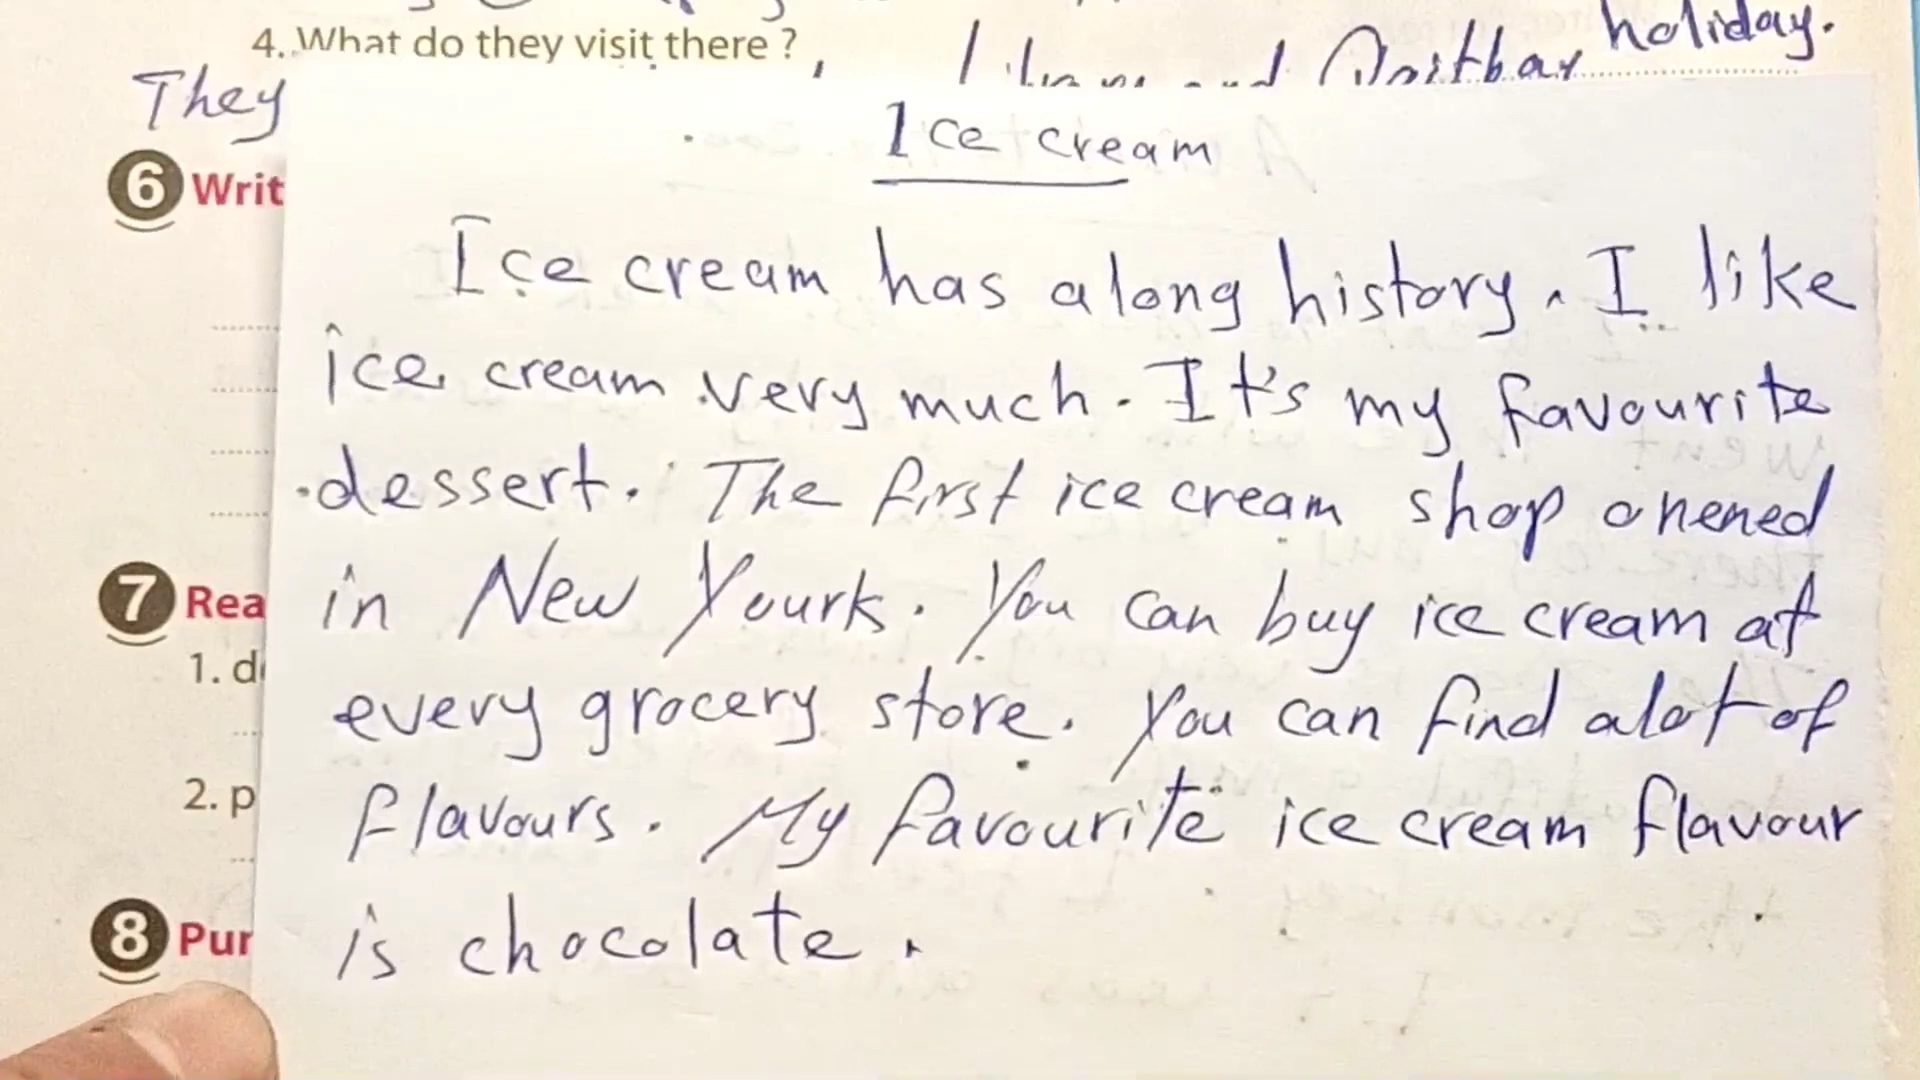 4. What do they visit there ?
holiday.
They
Ice cream
6 Writ
Ice cream has along history. I like
ice cream very much. It's my favourite
dessert. The first ice cream shop onened
in New Yourk. You can buy ice cream at
7 Rea
1. d
every grocery store. You can find alot of
2. p
flavours. My favourite ice cream flavour
8 Pur
is chocolate.